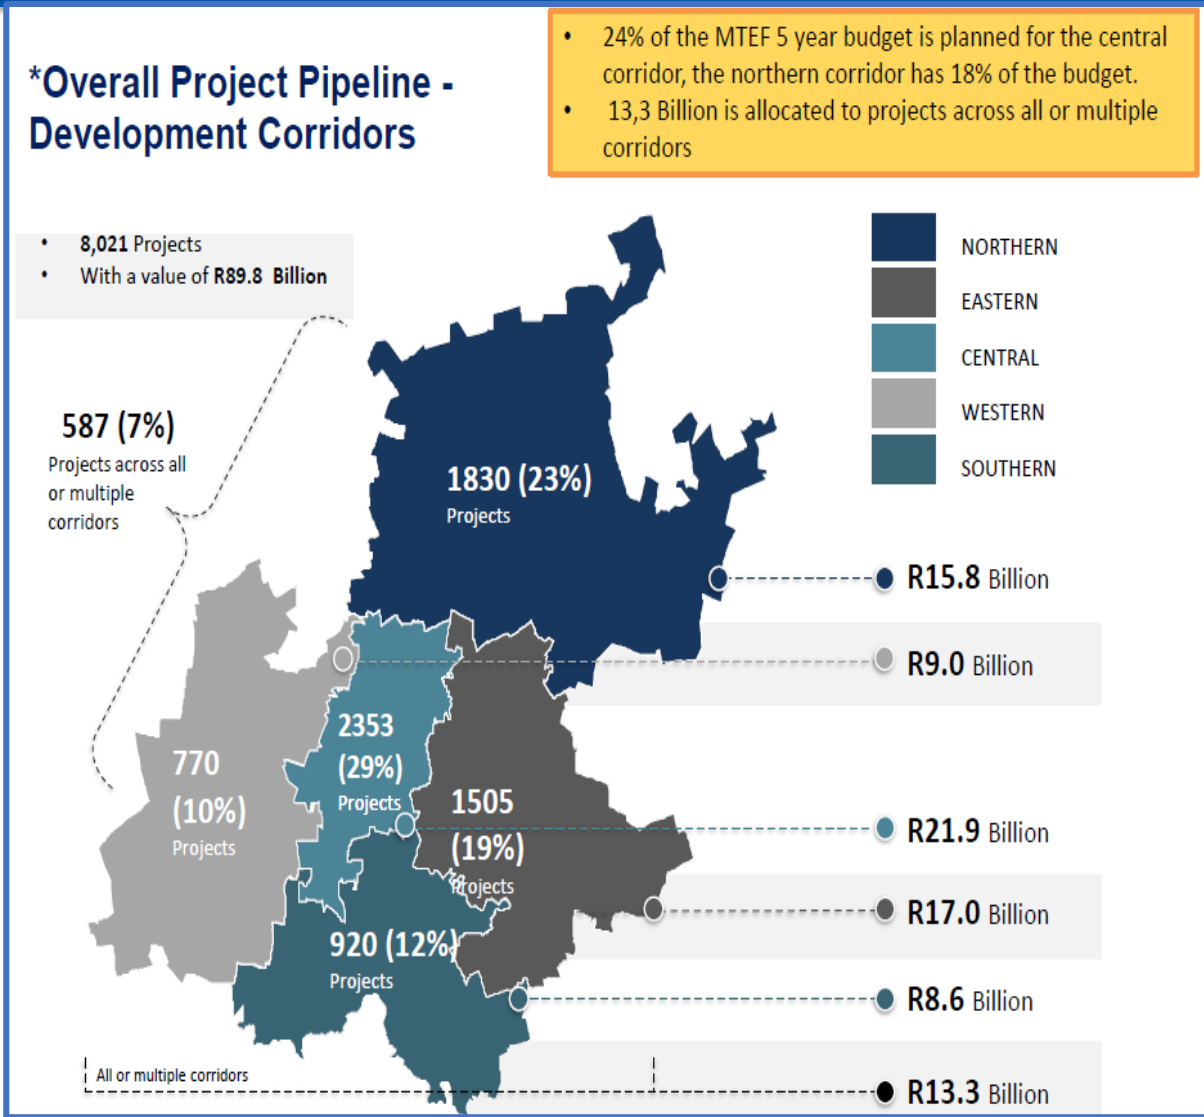 *Overall Project Pipeline -
Development Corridors
• 24% of the MTEF 5 year budget is planned for the central
corridor, the northern corridor has 18% of the budget.
• 13,3 Billion is allocated to projects across all or multiple
corridors
• 8,021 Projects
• With a value of R89.8 Billion
NORTHERN
EASTERN
CENTRAL
WESTERN
SOUTHERN
587 (7%)
Projects across all
or multiple
corridors
1830 (23%)
Projects
R15.8 Billion
R9.0 Billion
2353
(29%)
Projects
770
(10%)
Projects
1505
(19%)
Projects
R21.9 Billion
R17.0 Billion
920 (12%)
Projects
R8.6 Billion
All or multiple corridors
R13.3 Billion